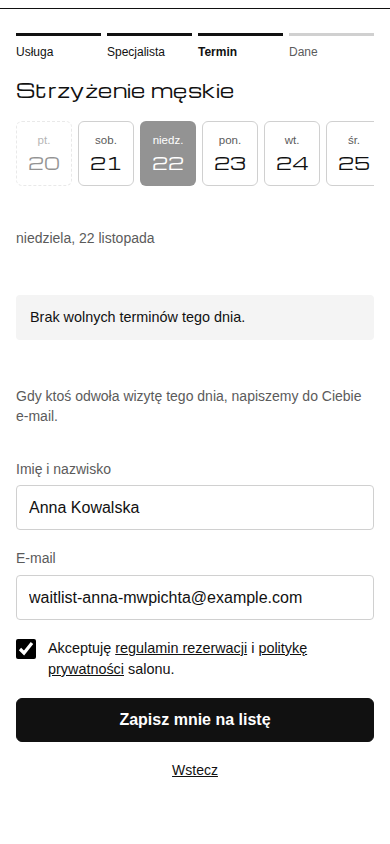 Usługa
Specjalista
Termin
Dane
Strzyżenie męskie
pt.
20
sob.
21
niedz.
22
pon.
23
wt.
24
śr.
25
niedziela, 22 listopada
Brak wolnych terminów tego dnia.
Gdy ktoś odwoła wizytę tego dnia, napiszemy do Ciebie
e-mail.
Imię i nazwisko
Anna Kowalska
E-mail
waitlist-anna-mwpichta@example.com
Akceptuję regulamin rezerwacji i politykę
prywatności salonu.
Zapisz mnie na listę
Wstecz